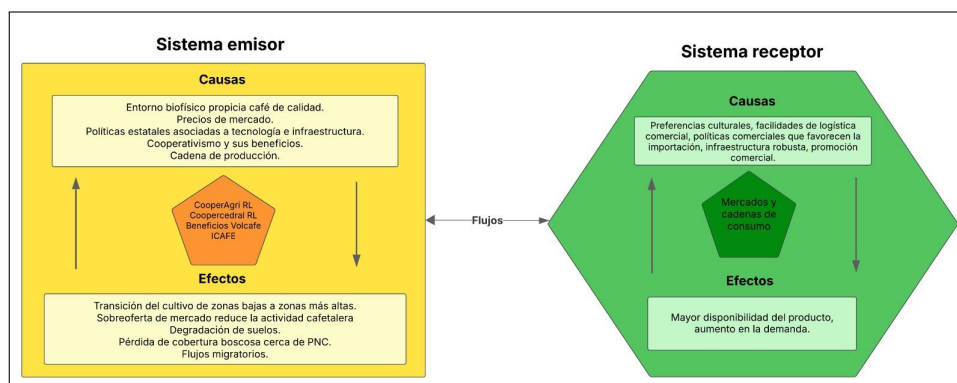 Sistema emisor
Causas
Entorno biofísico propicia café de calidad.
Precios de mercado.
Políticas estatales asociadas a tecnología e infraestructura.
Cooperativismo y sus beneficios.
Cadena de producción.
CooperAgri RL
Coopercedral RL
Beneficios Volcafe
ICAFE
Efectos
Transición del cultivo de zonas bajas a zonas más altas.
Sobreoferta de mercado reduce la actividad cafetalera
Degradación de suelos.
Pérdida de cobertura boscosa cerca de PNC.
Flujos migratorios.
Flujos
Sistema receptor
Causas
Preferencias culturales, facilidades de logística
comercial, políticas comerciales que favorecen la
importación, infraestructura robusta, promoción
comercial.
Mercados y
cadenas de
consumo
Efectos
Mayor disponibilidad del producto,
aumento en la demanda.